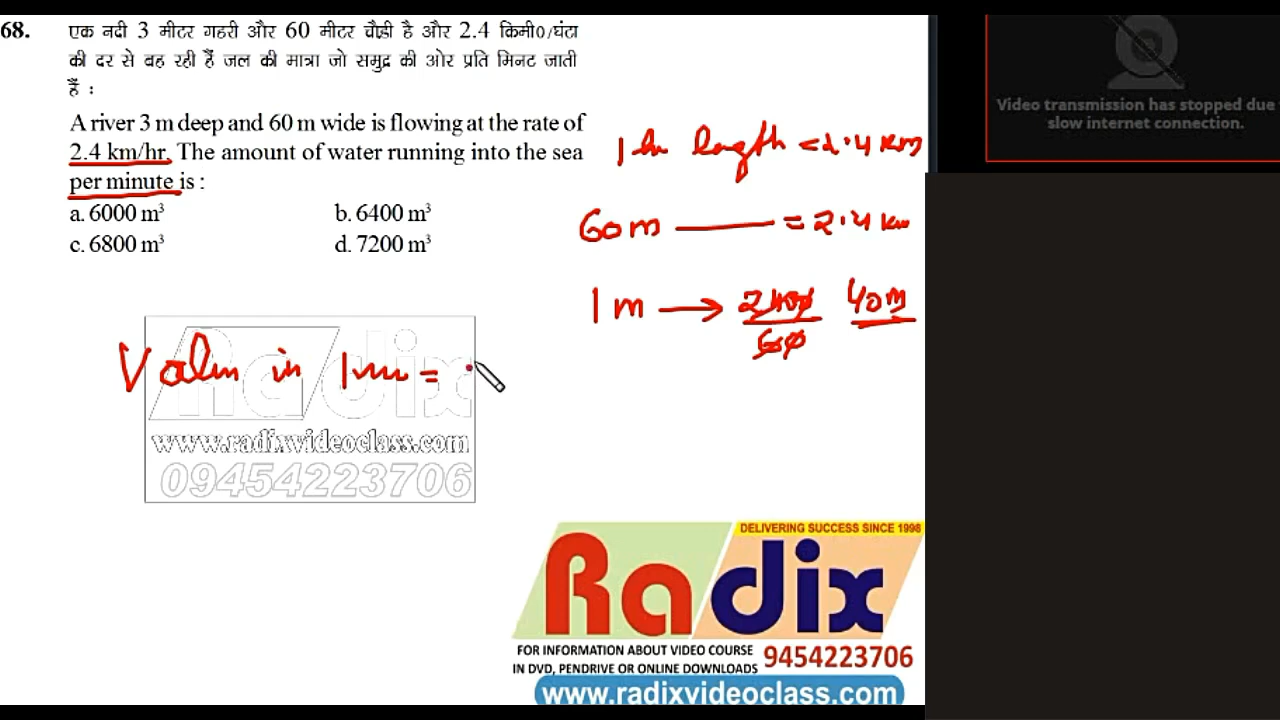 68. एक नदी 3 मीटर गहरी और 60 मीटर चौड़ी है और 2.4 किमी0/घंटा
की दर से बह रही हैं जल की मात्रा जो समुद्र की ओर प्रति मिनट जाती
हैं :
A river 3 m deep and 60 m wide is flowing at the rate of
2.4 km/hr. The amount of water running into the sea
per minute is :
a. 6000 m³ b. 6400 m³
c. 6800 m³ d. 7200 m³
1 hr length = 2.4 KM
60 m = 2.4 km
1 m → 2400/60 40m
Volm in 1m =
Radix
www.radixvideoclass.com
09454223706
Video transmission has stopped due
slow internet connection.
DELIVERING SUCCESS SINCE 1998
Radix
FOR INFORMATION ABOUT VIDEO COURSE
IN DVD, PENDRIVE OR ONLINE DOWNLOADS 9454223706
www.radixvideoclass.com